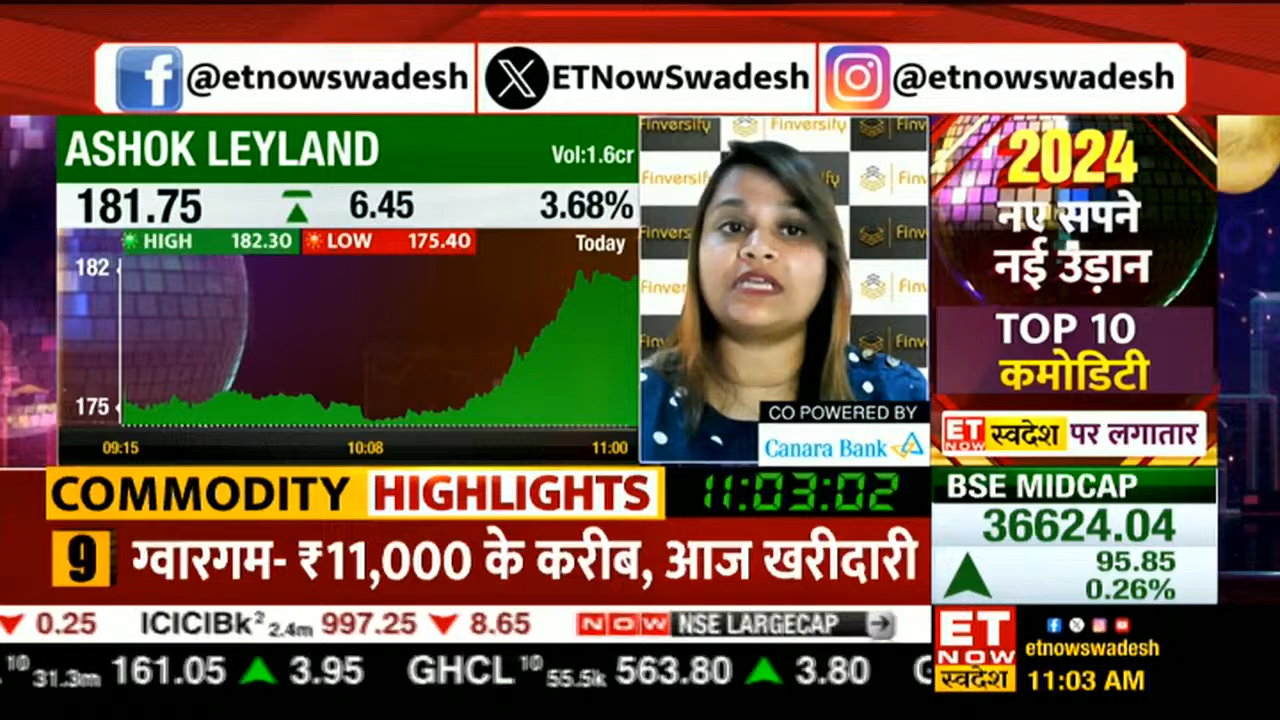 @etnowswadesh
ETNowSwadesh
@etnowswadesh
ASHOK LEYLAND
Vol:1.6cr
181.75 6.45 3.68%
HIGH 182.30 LOW 175.40
Today
182
175
09:15 10:08 11:00
Finversify Finversify Finv
CO POWERED BY
Canara Bank
2024
नए सपने
नई उड़ान
TOP 10
कमोडिटी
ET NOW स्वदेश पर लगातार
COMMODITY HIGHLIGHTS
11:03:02
9 ग्वारगम- ₹11,000 के करीब, आज खरीदारी
BSE MIDCAP
36624.04
95.85
0.26%
0.25 ICICIBk 2 2.4m 997.25 8.65 NOW NSE LARGECAP
10 31.3m 161.05 3.95 GHCL 10 55.5k 563.80 3.80 G
ET
NOW
स्वदेश
etnowswadesh
11:03 AM